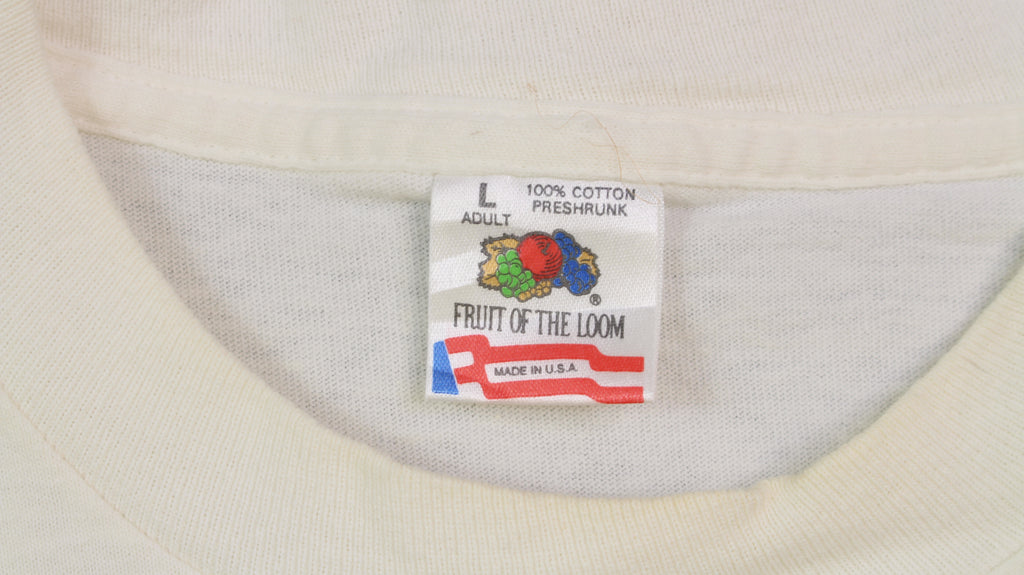 L
ADULT
100% COTTON
PRESHRUNK
®
FRUIT OF THE LOOM
MADE IN U.S.A.